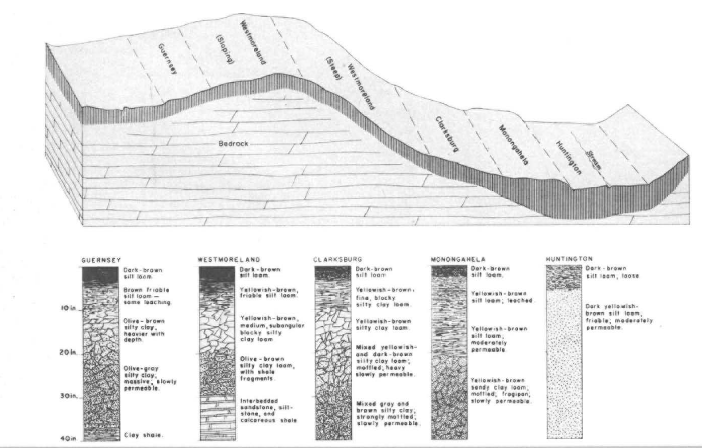 Guernsey
Westmoreland
(Sloping)
Westmoreland
(Steep)
Clarksburg
Monongahela
Huntington
Stream
Bedrock
GUERNSEY
Dark-brown
silt loam.
Brown friable
silt loam —
some leaching.
Olive-brown
silty clay;
heavier with
depth.
Olive-gray
silty clay,
massive; slowly
permeable.
Clay shale.
10 in.
20 in.
30 in.
40 in.
WESTMORELAND
Dark-brown
silt loam.
Yellowish-brown,
friable silt loam.
Yellowish-brown,
medium, subangular
blocky silty
clay loam
Olive-brown
silty clay loam,
with shale
fragments.
Interbedded
sandstone, silt-
stone, and
calcareous shale
CLARKSBURG
Dark-brown
silt loam
Yellowish-brown,
fine, blocky
silty clay loam.
Yellowish-brown
silty clay loam.
Mixed yellowish-
and dark-brown
silty clay loam;
mottled; heavy
slowly permeable.
Mixed gray and
brown silty clay;
strongly mottled;
slowly permeable.
MONONGAHELA
Dark-brown
silt loam.
Yellowish-brown
silt loam; leached
Yellowish-brown
silt loam,
moderately
permeable
Yellowish-brown
sandy clay loam;
mottled; fragipan;
slowly permeable.
HUNTINGTON
Dark-brown
silt loam, loose
Dark yellowish-
brown silt loam,
friable; moderately
permeable.